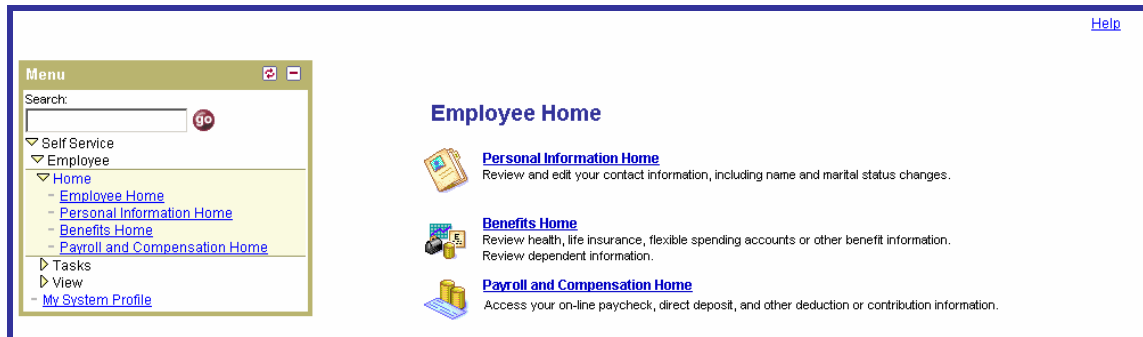 Help
Menu
Search:
go
Self Service
Employee
Home
Employee Home
Personal Information Home
Benefits Home
Payroll and Compensation Home
Tasks
View
My System Profile
Employee Home
Personal Information Home
Review and edit your contact information, including name and marital status changes.
Benefits Home
Review health, life insurance, flexible spending accounts or other benefit information.
Review dependent information.
Payroll and Compensation Home
Access your on-line paycheck, direct deposit, and other deduction or contribution information.